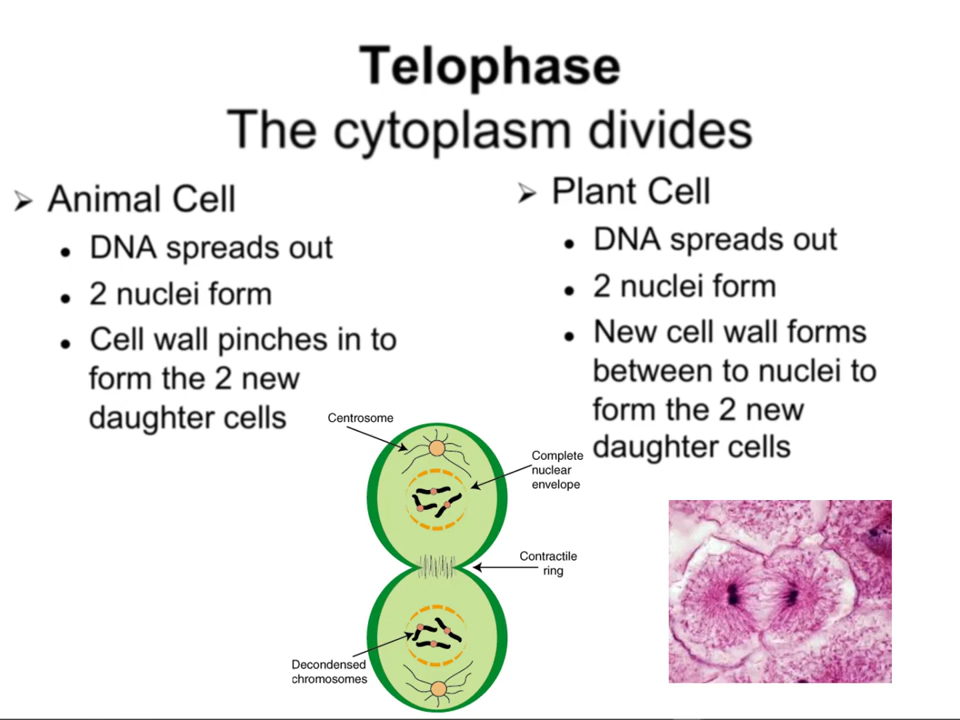 Telophase
The cytoplasm divides
Animal Cell
DNA spreads out
2 nuclei form
Cell wall pinches in to
form the 2 new
daughter cells
Plant Cell
DNA spreads out
2 nuclei form
New cell wall forms
between to nuclei to
form the 2 new
daughter cells
Centrosome
Complete
nuclear
envelope
Contractile
ring
Decondensed
chromosomes